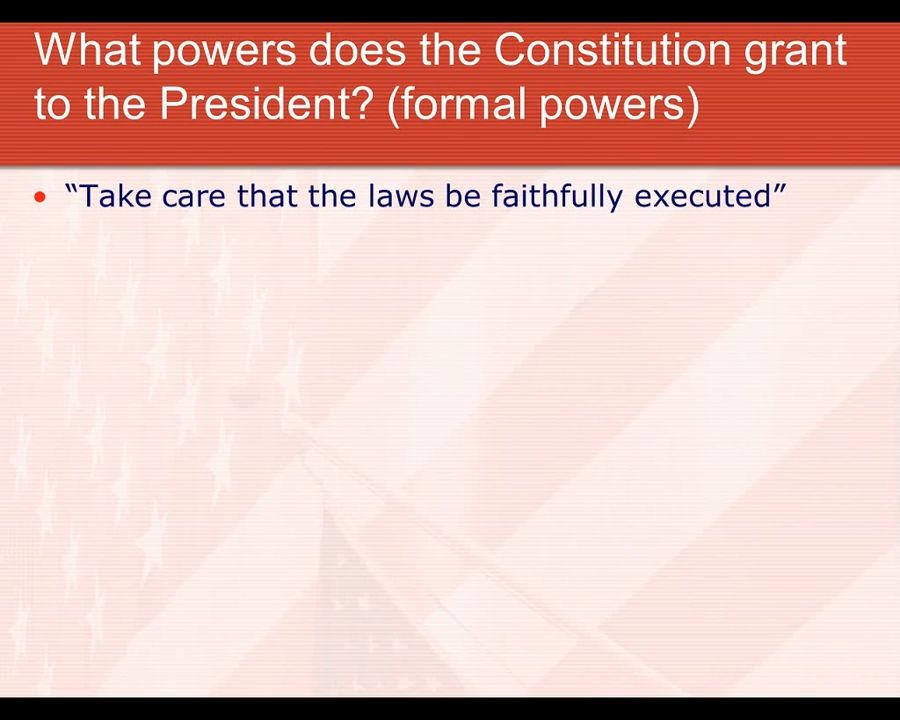 What powers does the Constitution grant
to the President? (formal powers)
• “Take care that the laws be faithfully executed”